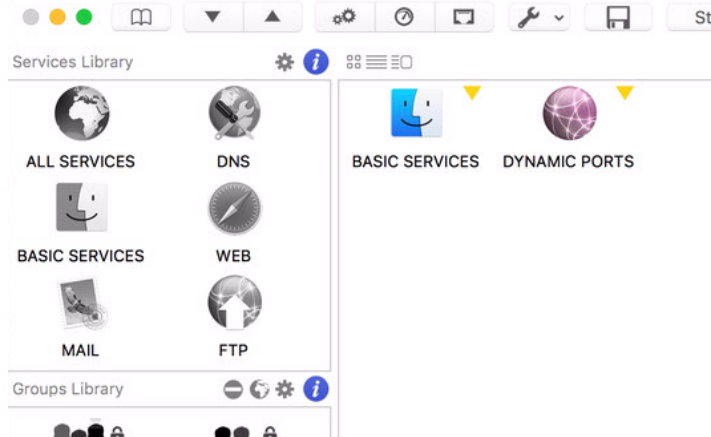 St
Services Library
ALL SERVICES
DNS
BASIC SERVICES
DYNAMIC PORTS
BASIC SERVICES
WEB
MAIL
FTP
Groups Library